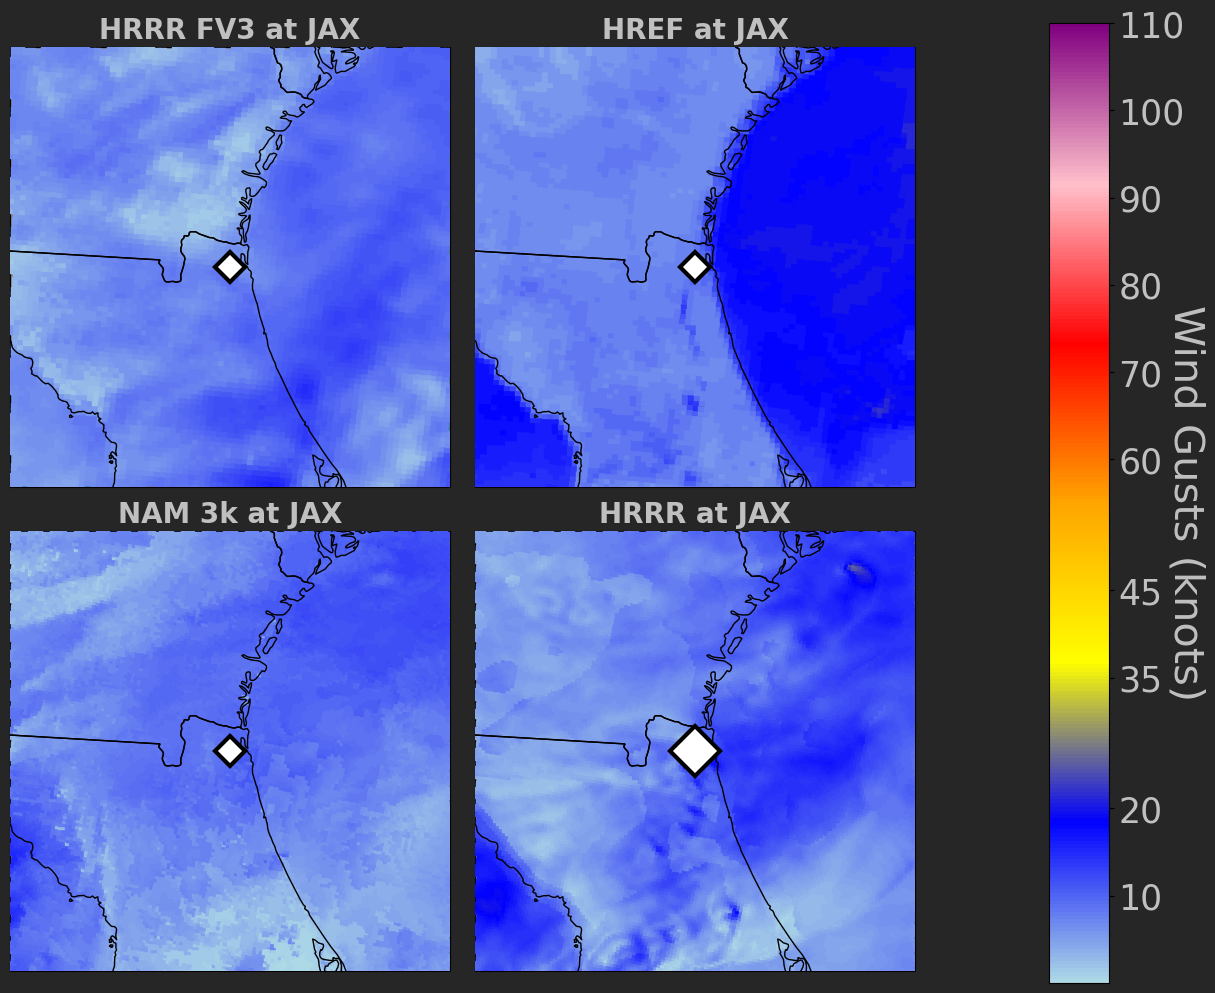 HRRR FV3 at JAX
HREF at JAX
NAM 3k at JAX
HRRR at JAX
110
100
90
80
70
60
45
35
20
10
Wind Gusts (knots)